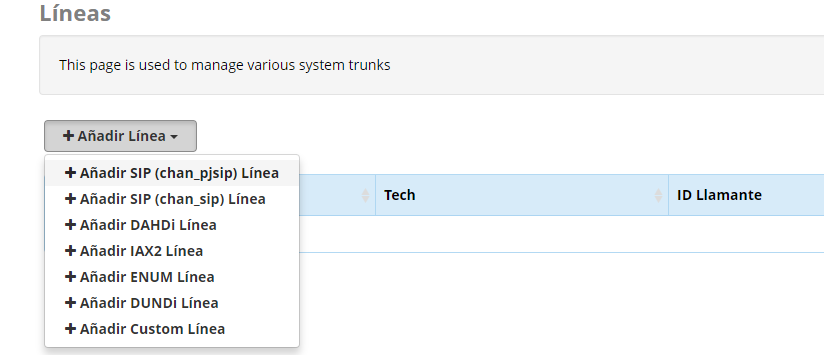 Líneas
This page is used to manage various system trunks
+ Añadir Línea
+ Añadir SIP (chan_pjsip) Línea
+ Añadir SIP (chan_sip) Línea
+ Añadir DAHDi Línea
+ Añadir IAX2 Línea
+ Añadir ENUM Línea
+ Añadir DUNDi Línea
+ Añadir Custom Línea
Tech
ID Llamante